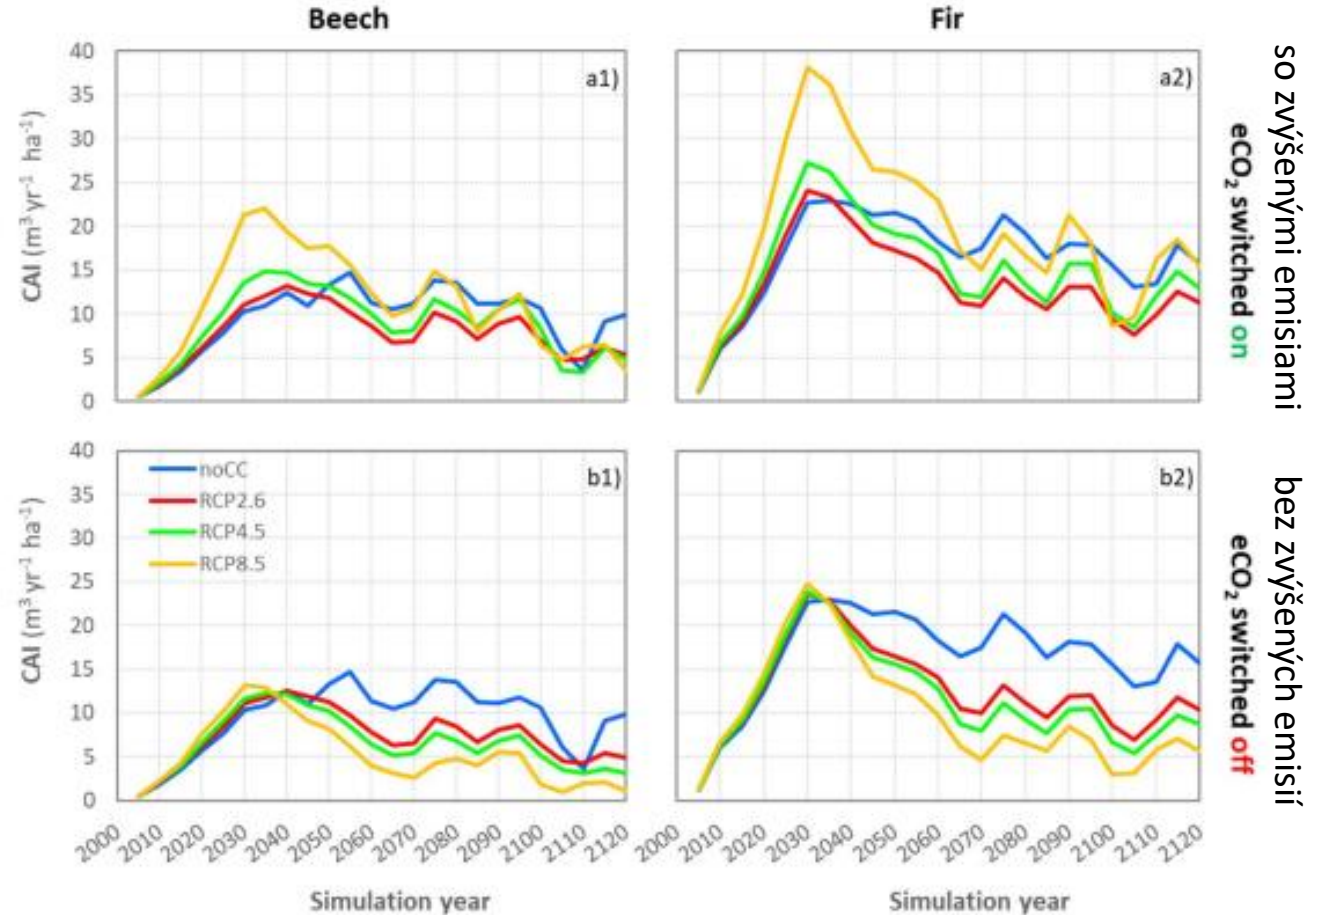 Beech
Fir
40
35
30
25
20
15
10
5
0
CAI (m³ yr⁻¹ ha⁻¹)
a1)
a2)
eCO₂ switched on
so zvýšenými emisiami
40
35
30
25
20
15
10
5
0
CAI (m³ yr⁻¹ ha⁻¹)
noCC
RCP2.6
RCP4.5
RCP8.5
b1)
b2)
eCO₂ switched off
bez zvýšených emisií
2000 2010 2020 2030 2040 2050 2060 2070 2080 2090 2100 2110 2120
2000 2010 2020 2030 2040 2050 2060 2070 2080 2090 2100 2110 2120
Simulation year
Simulation year